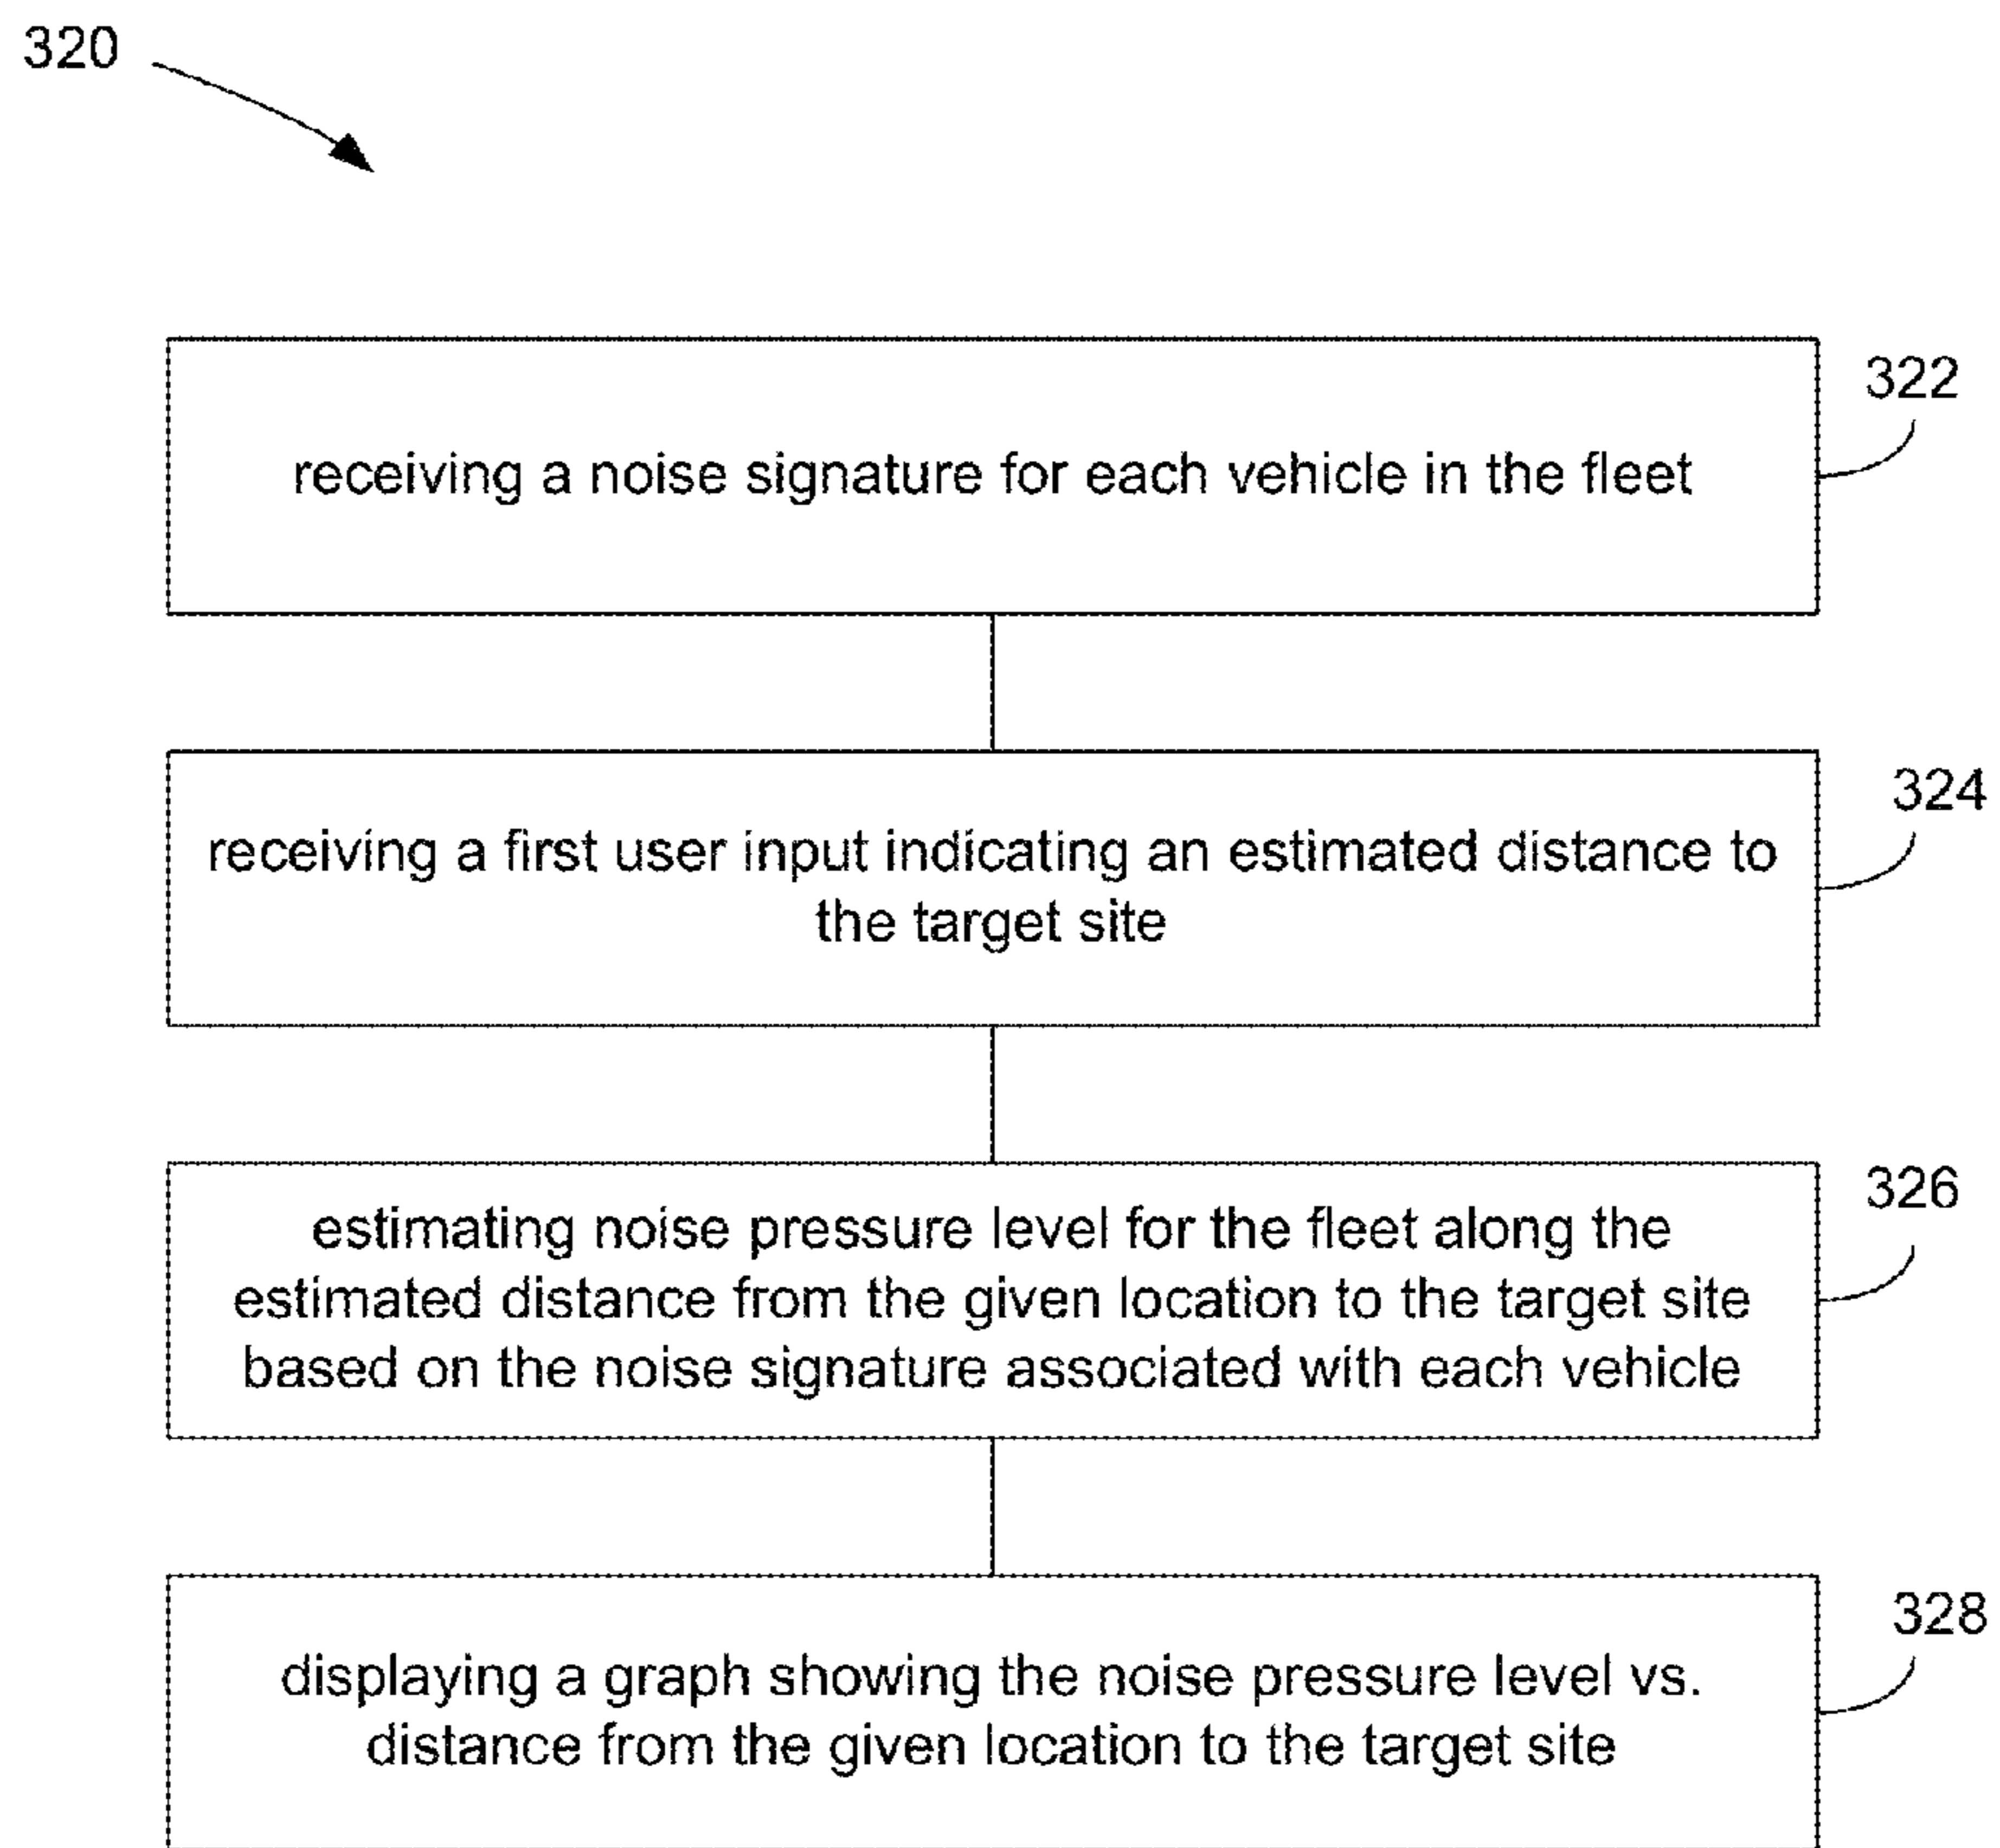 320
322
receiving a noise signature for each vehicle in the fleet
324
receiving a first user input indicating an estimated distance to
the target site
326
estimating noise pressure level for the fleet along the
estimated distance from the given location to the target site
based on the noise signature associated with each vehicle
328
displaying a graph showing the noise pressure level vs.
distance from the given location to the target site